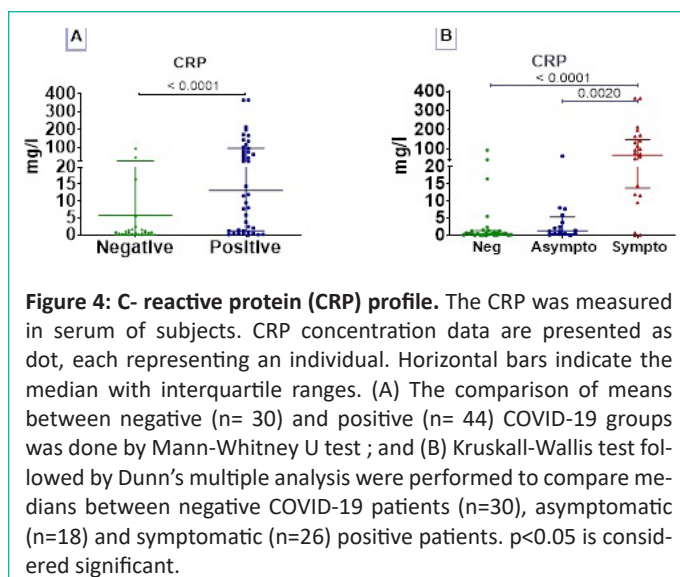 A
CRP
< 0.0001
400
300
200
100
20
15
10
5
0
mg/l
Negative Positive
B
CRP
< 0.0001
0.0020
400
300
200
100
20
15
10
5
0
mg/l
Neg Asympto Sympto
Figure 4: C- reactive protein (CRP) profile. The CRP was measured
in serum of subjects. CRP concentration data are presented as
dot, each representing an individual. Horizontal bars indicate the
median with interquartile ranges. (A) The comparison of means
between negative (n= 30) and positive (n= 44) COVID-19 groups
was done by Mann-Whitney U test ; and (B) Kruskall-Wallis test fol-
lowed by Dunn’s multiple analysis were performed to compare me-
dians between negative COVID-19 patients (n=30), asymptomatic
(n=18) and symptomatic (n=26) positive patients. p<0.05 is consid-
ered significant.